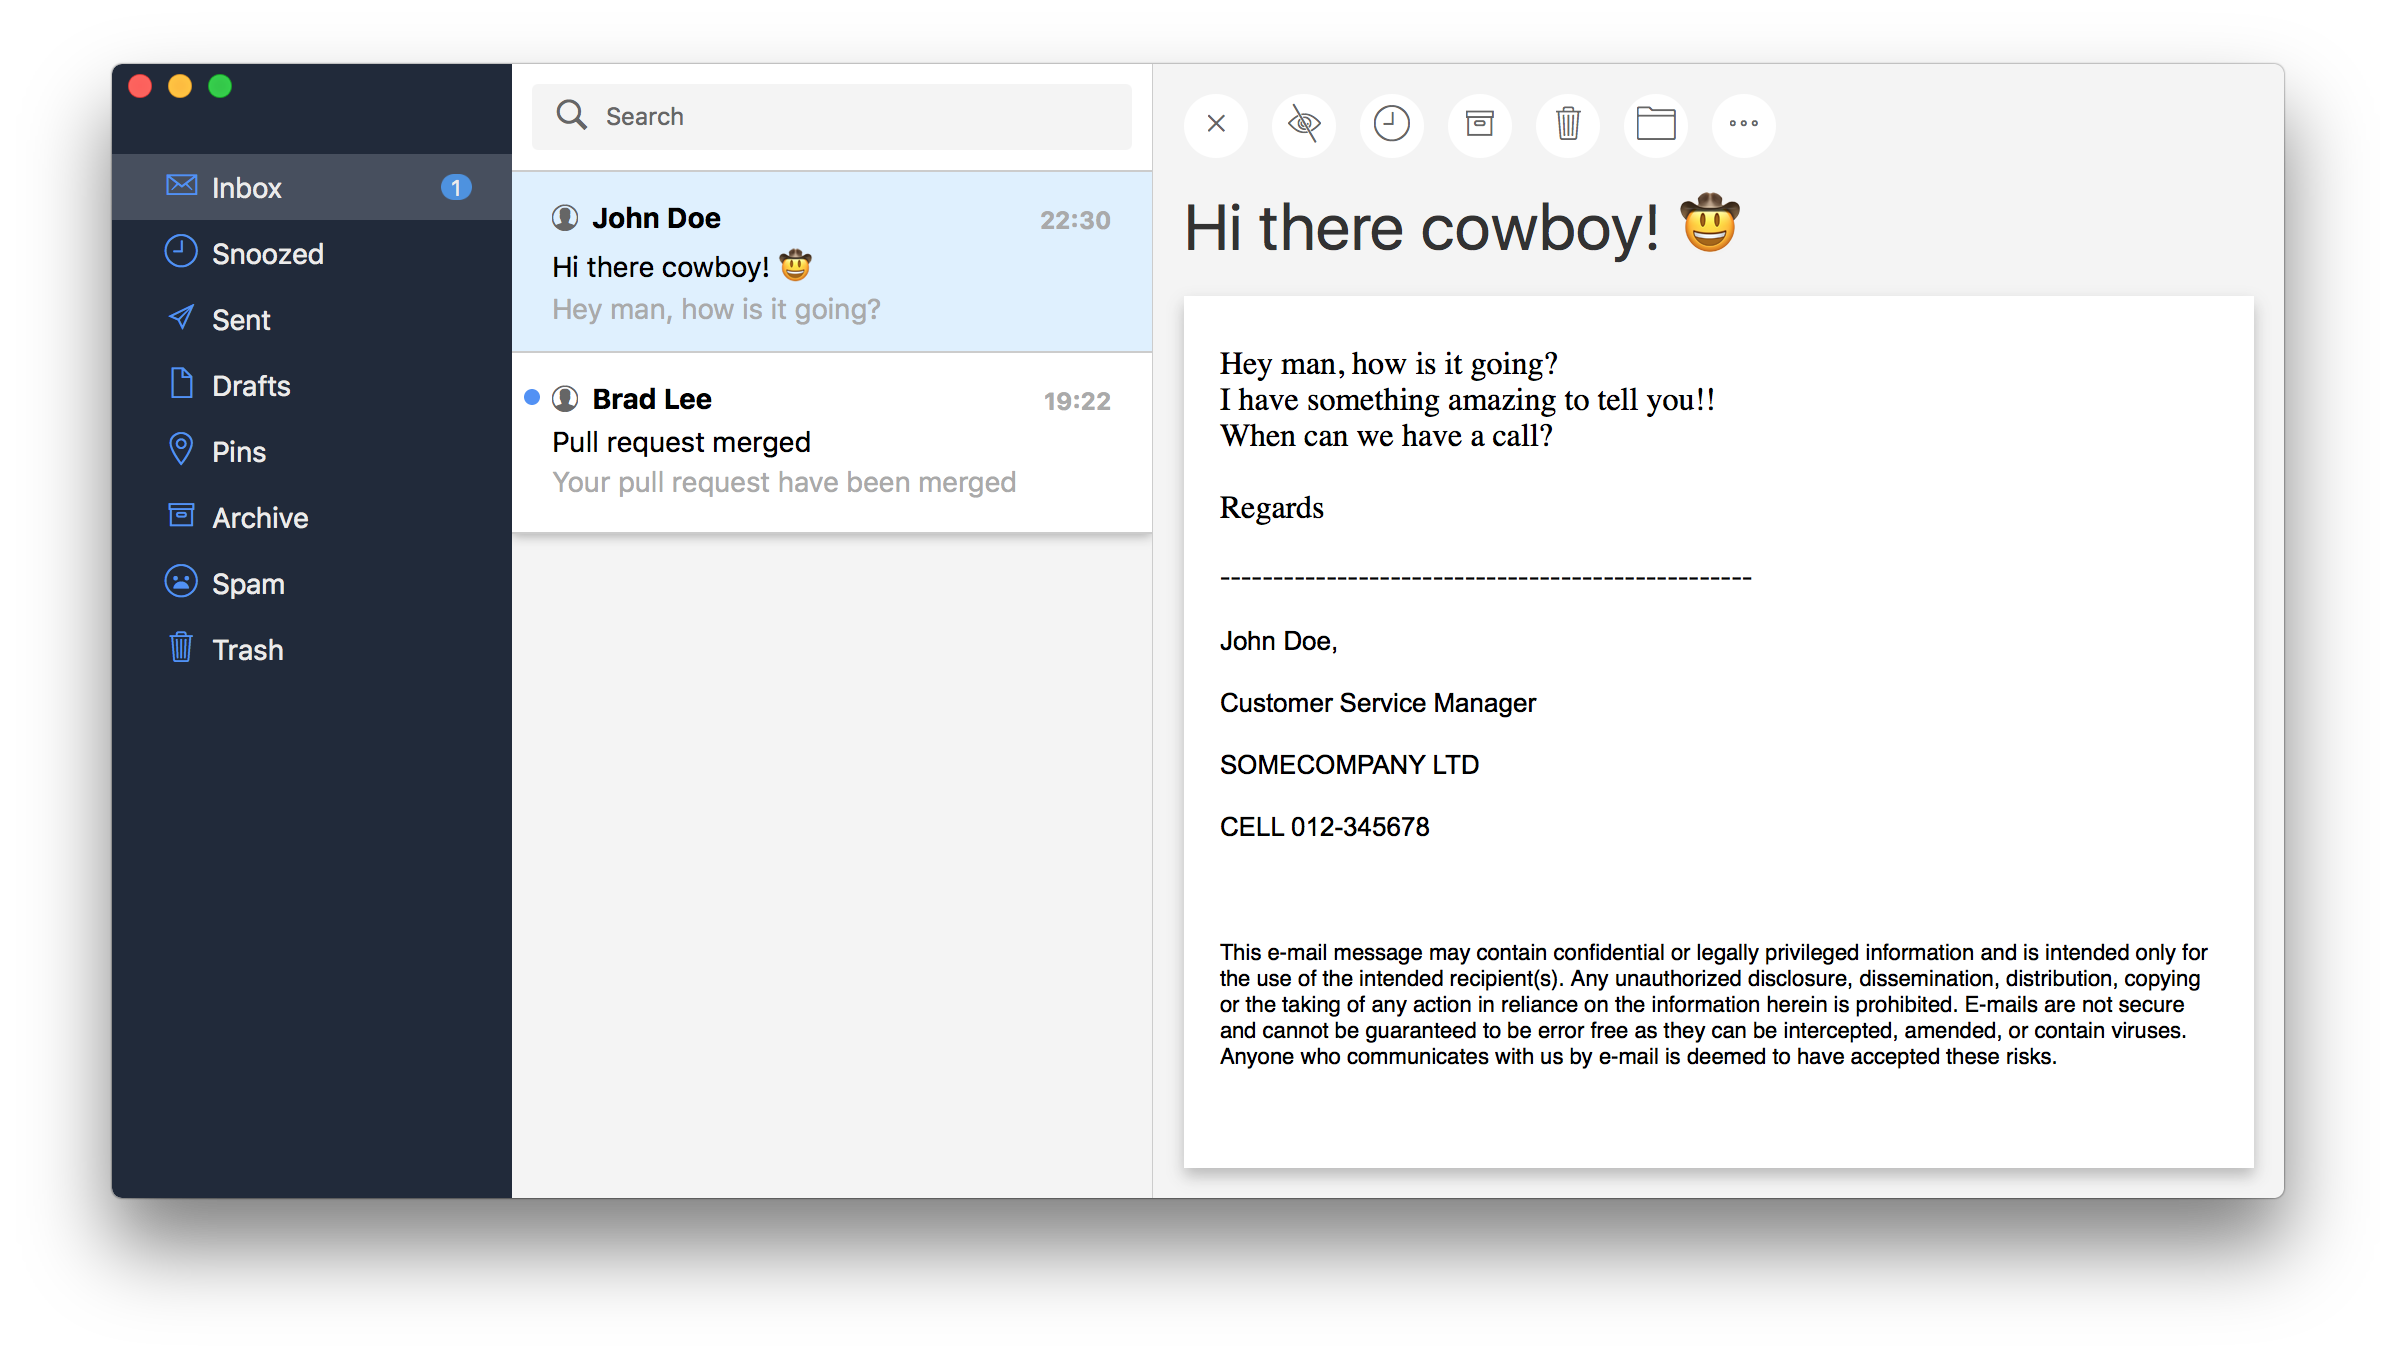 Inbox 1
Snoozed
Sent
Drafts
Pins
Archive
Spam
Trash
Search
John Doe 22:30
Hi there cowboy! 🤠
Hey man, how is it going?
Brad Lee 19:22
Pull request merged
Your pull request have been merged
Hi there cowboy! 🤠
Hey man, how is it going?
I have something amazing to tell you!!
When can we have a call?
Regards
--------------------------------------------------
John Doe,
Customer Service Manager
SOMECOMPANY LTD
CELL 012-345678
This e-mail message may contain confidential or legally privileged information and is intended only for
the use of the intended recipient(s). Any unauthorized disclosure, dissemination, distribution, copying
or the taking of any action in reliance on the information herein is prohibited. E-mails are not secure
and cannot be guaranteed to be error free as they can be intercepted, amended, or contain viruses.
Anyone who communicates with us by e-mail is deemed to have accepted these risks.